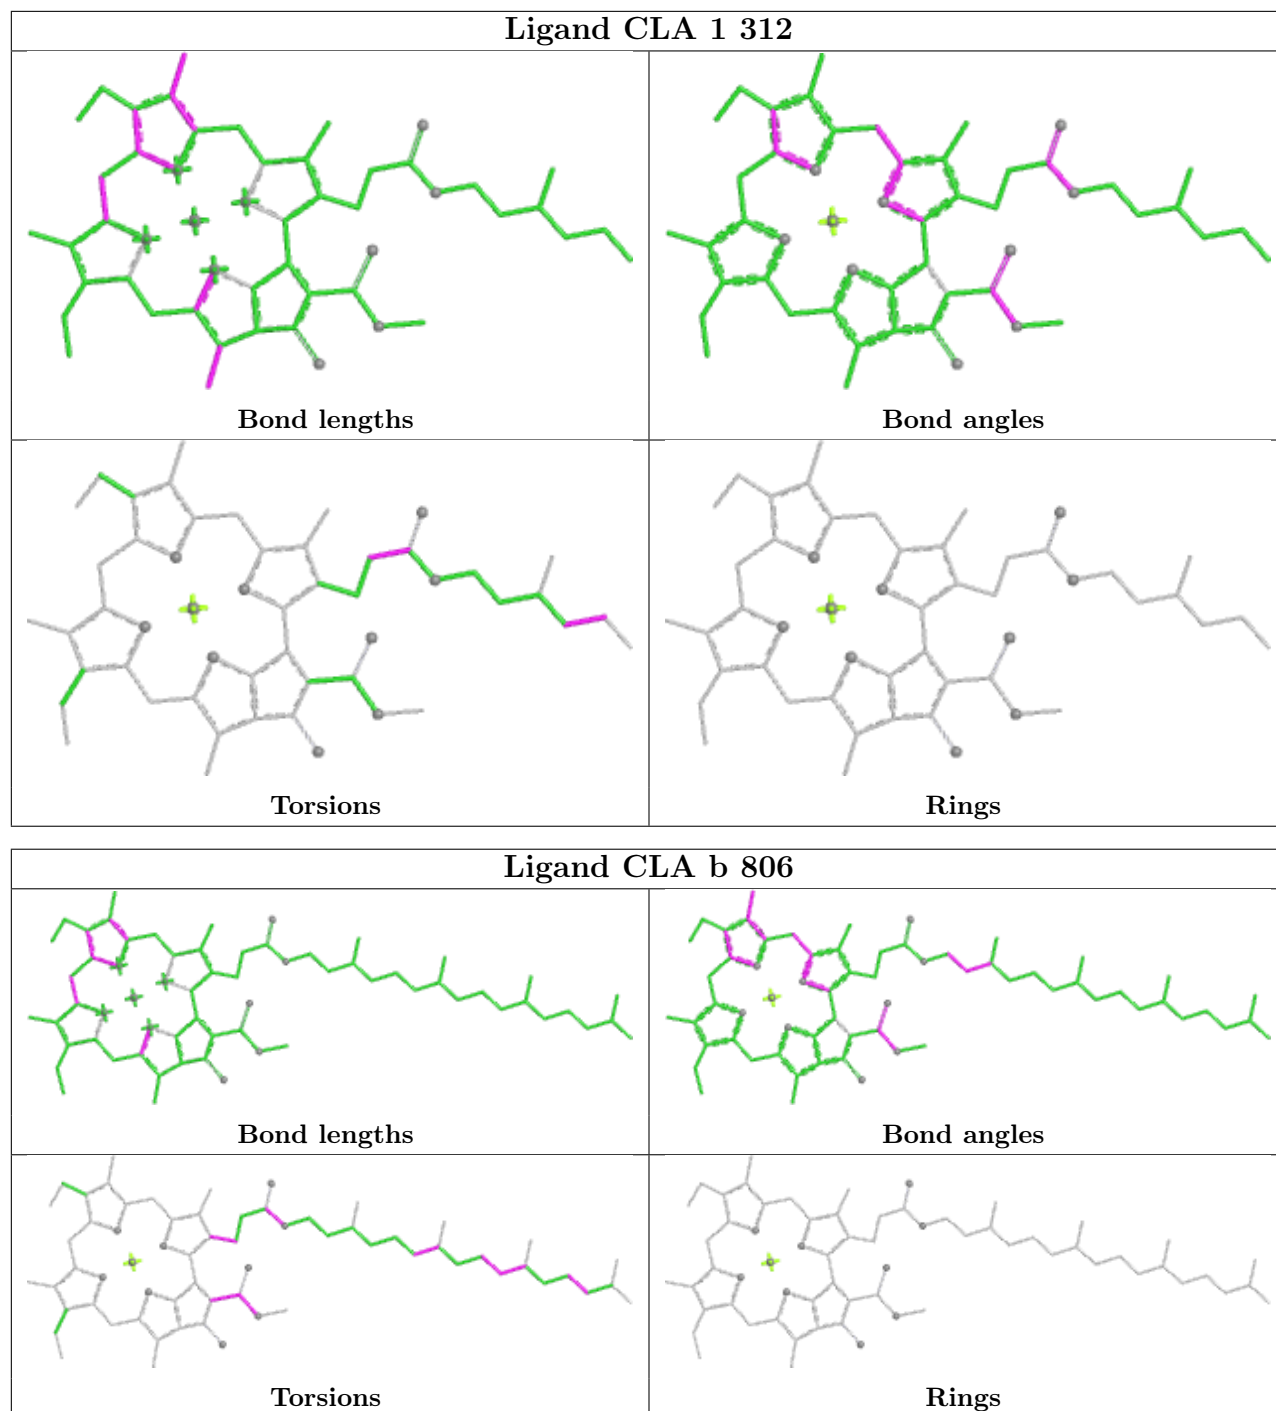 Ligand CLA 1 312
Bond lengths
Bond angles
Torsions
Rings
Ligand CLA b 806
Bond lengths
Bond angles
Torsions
Rings